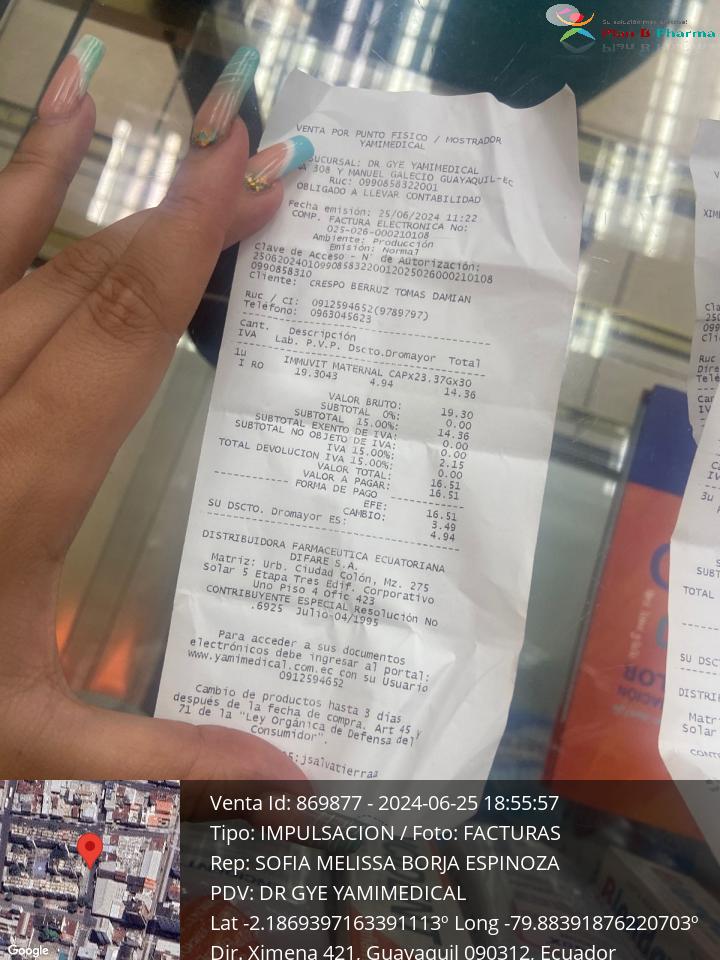 Su solución más efectiva!
Plan B Pharma
VENTA POR PUNTO FISICO / MOSTRADOR
YAMIMEDICAL
SUCURSAL: DR GYE YAMIMEDICAL
A 308 Y MANUEL GALECIO GUAYAQUIL-EC
Ruc: 0990858322001
OBLIGADO A LLEVAR CONTABILIDAD
Fecha emisión: 25/06/2024 11:22
COMP. FACTURA ELECTRONICA No:
025-026-000210108
Ambiente: Producción
Emisión: Normal
Clave de Acceso - N° de Autorización:
250620240109908583220012025026000210108
0990858310
Cliente: CRESPO BERRUZ TOMAS DAMIAN
Ruc / CI: 0912594652(9789797)
Teléfono: 0963045623
Cant. Descripción
IVA Lab. P.V.P. Dscto.Dromayor Total
1u IMMUVIT MATERNAL CAPx23.37Gx30
I RO 19.3043 4.94 14.36
VALOR BRUTO: 19.30
SUBTOTAL 0%: 0.00
SUBTOTAL 15.00%: 14.36
SUBTOTAL EXENTO DE IVA: 0.00
SUBTOTAL NO OBJETO DE IVA: 0.00
IVA 15.00%: 2.15
TOTAL DEVOLUCION IVA 15.00%: 0.00
VALOR TOTAL: 16.51
VALOR A PAGAR: 16.51
FORMA DE PAGO
EFE: 16.51
CAMBIO: 3.49
SU DSCTO. Dromayor ES: 4.94
DISTRIBUIDORA FARMACEUTICA ECUATORIANA
DIFARE S.A.
Matriz: Urb. Ciudad Colón, Mz. 275
Solar 5 Etapa Tres Edif. Corporativo
Uno Piso 4 Ofic 423
CONTRIBUYENTE ESPECIAL Resolución No
.6925 Julio-04/1995
Para acceder a sus documentos
electrónicos debe ingresar al portal:
www.yamimedical.com.ec con su Usuario
0912594652
Cambio de productos hasta 3 días
después de la fecha de compra. Art 45 y
71 de la "Ley Orgánica de Defensa del
Consumidor".
:jsalvatierraa
Venta Id: 869877 - 2024-06-25 18:55:57
Tipo: IMPULSACION / Foto: FACTURAS
Rep: SOFIA MELISSA BORJA ESPINOZA
PDV: DR GYE YAMIMEDICAL
Lat -2.1869397163391113º Long -79.88391876220703º
Dir. Ximena 421, Guayaquil 090312, Ecuador
Google